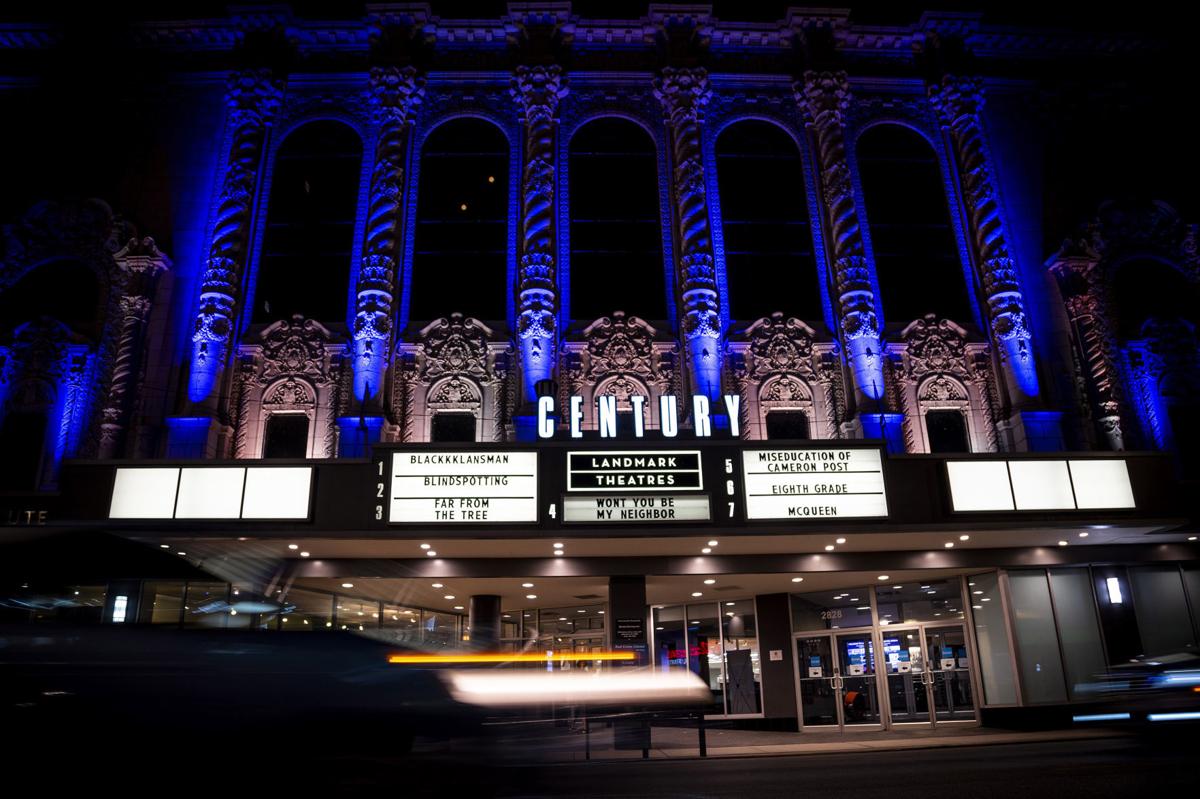 CENTURY
1
BLACKKKLANSMAN
2
BLINDSPOTTING
3
FAR FROM
THE TREE
LANDMARK
THEATRES
4
WONT YOU BE
MY NEIGHBOR
5
MISEDUCATION OF
CAMERON POST
6
EIGHTH GRADE
7
MCQUEEN
UTE
2828